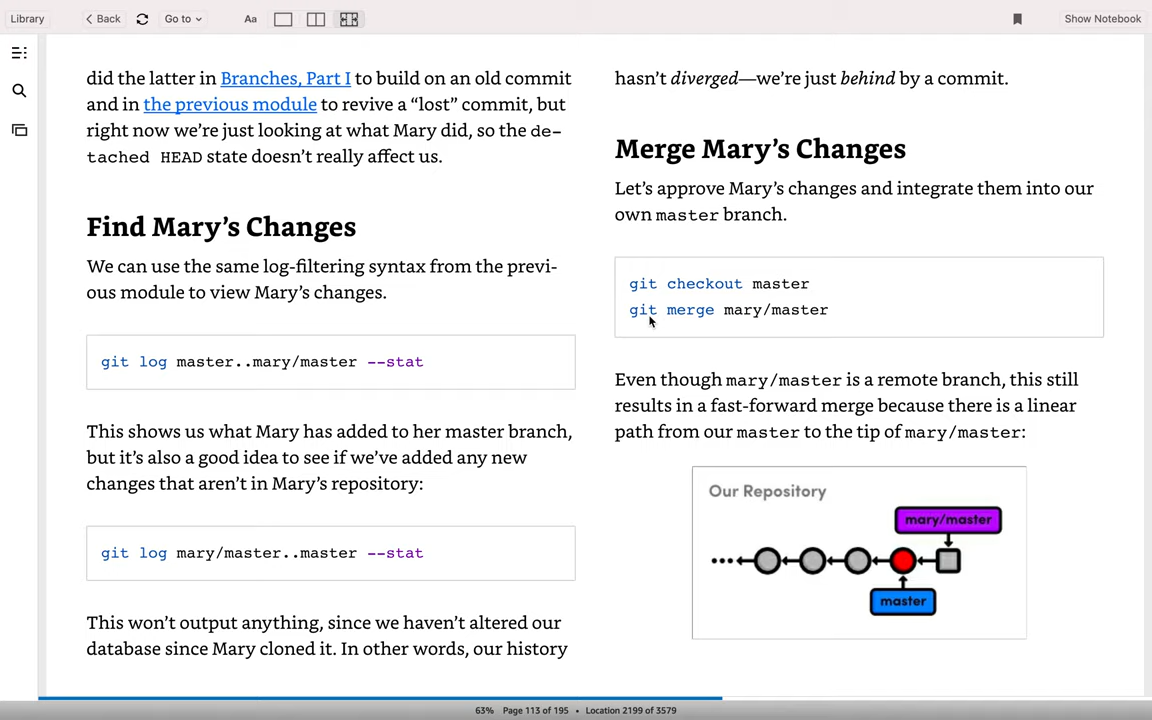 Library
Back
Go to
Aa
Show Notebook
did the latter in Branches, Part I to build on an old commit
and in the previous module to revive a “lost” commit, but
right now we’re just looking at what Mary did, so the de-
tached HEAD state doesn’t really affect us.
Find Mary’s Changes
We can use the same log-filtering syntax from the previ-
ous module to view Mary’s changes.
git log master..mary/master --stat
This shows us what Mary has added to her master branch,
but it’s also a good idea to see if we’ve added any new
changes that aren’t in Mary’s repository:
git log mary/master..master --stat
This won’t output anything, since we haven’t altered our
database since Mary cloned it. In other words, our history
hasn’t diverged—we’re just behind by a commit.
Merge Mary’s Changes
Let’s approve Mary’s changes and integrate them into our
own master branch.
git checkout master
git merge mary/master
Even though mary/master is a remote branch, this still
results in a fast-forward merge because there is a linear
path from our master to the tip of mary/master:
Our Repository
mary/master
master
63% Page 113 of 195 • Location 2199 of 3579